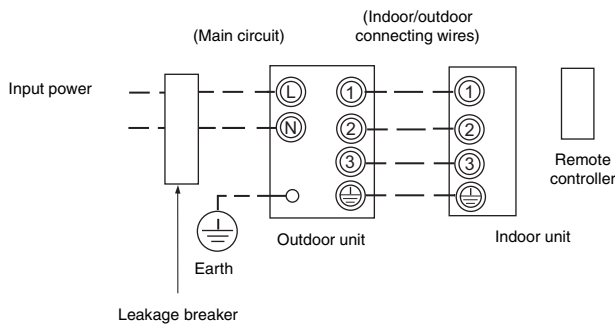 (Main circuit)
(Indoor/outdoor
connecting wires)
Input power
L
N
1
2
3
1
2
3
Remote
controller
Outdoor unit
Indoor unit
Earth
Leakage breaker